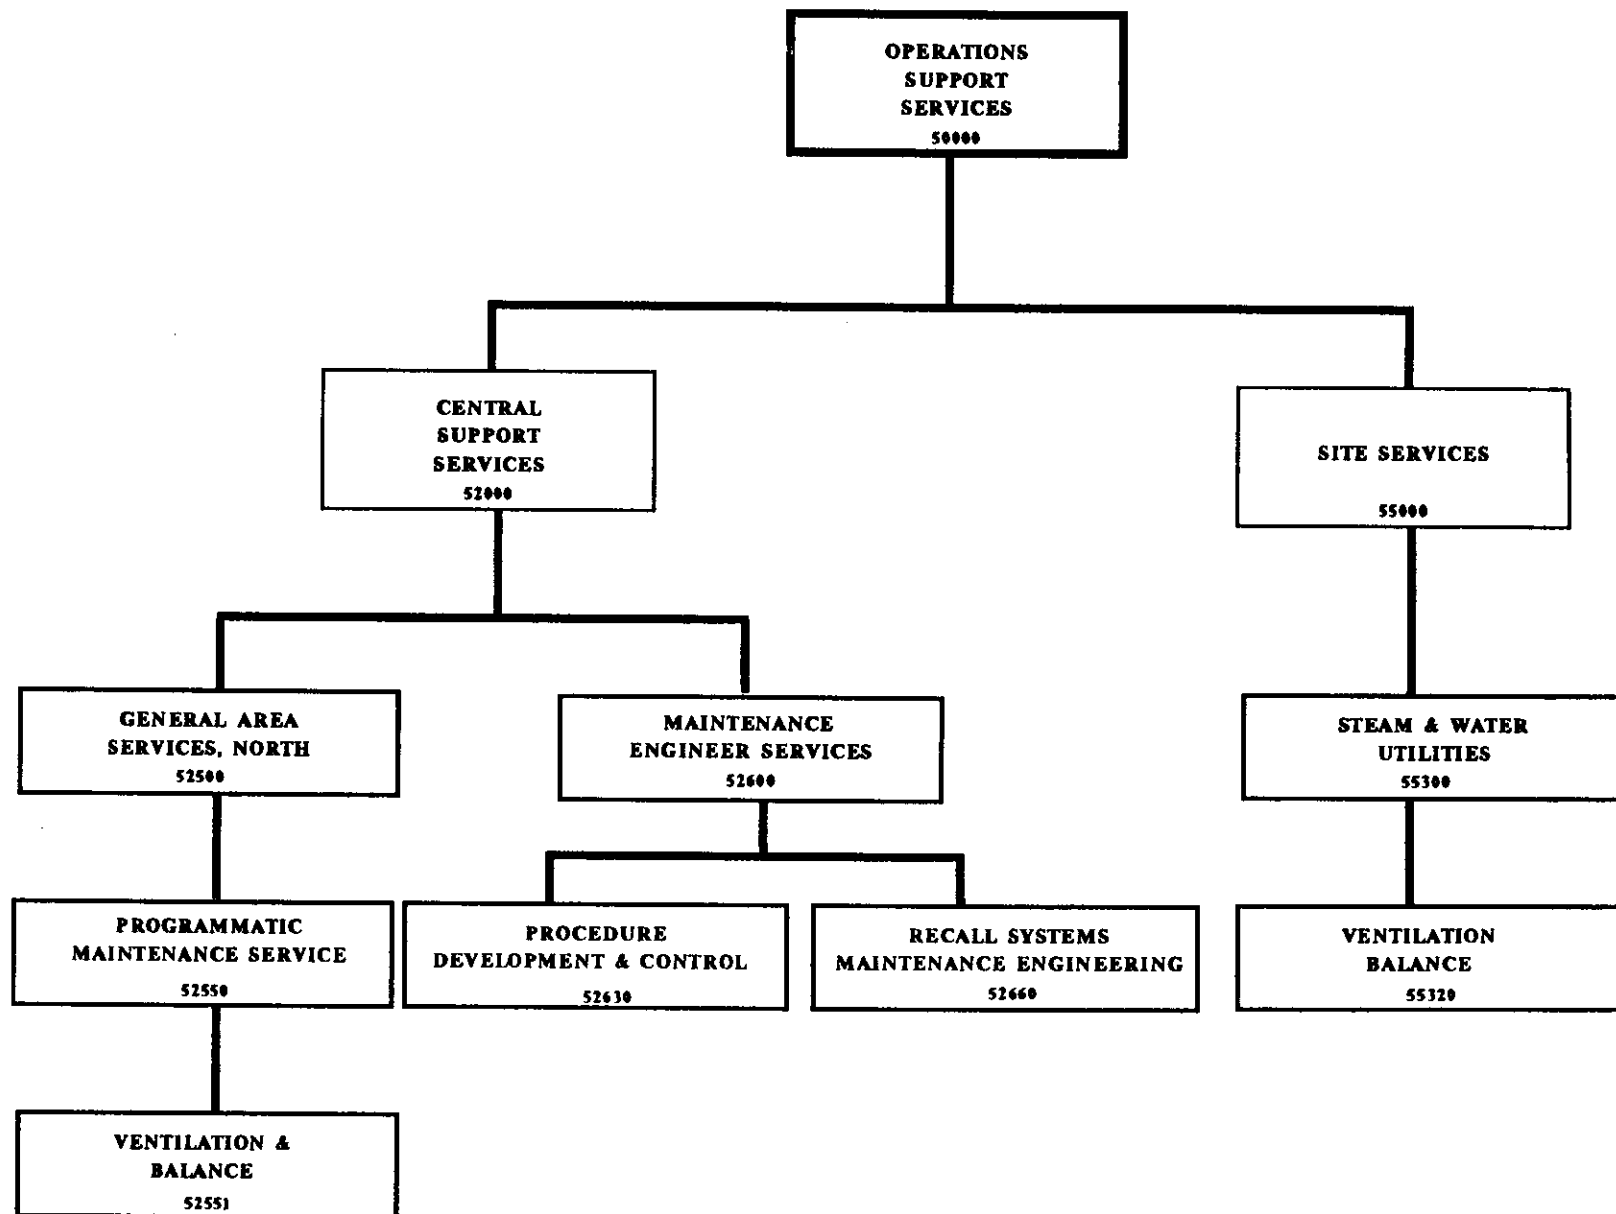 OPERATIONS
SUPPORT
SERVICES
50000
CENTRAL
SUPPORT
SERVICES
52000
SITE SERVICES
55000
GENERAL AREA
SERVICES, NORTH
52500
MAINTENANCE
ENGINEER SERVICES
52600
STEAM & WATER
UTILITIES
55300
PROGRAMMATIC
MAINTENANCE SERVICE
52550
PROCEDURE
DEVELOPMENT & CONTROL
52630
RECALL SYSTEMS
MAINTENANCE ENGINEERING
52660
VENTILATION
BALANCE
55320
VENTILATION &
BALANCE
52551